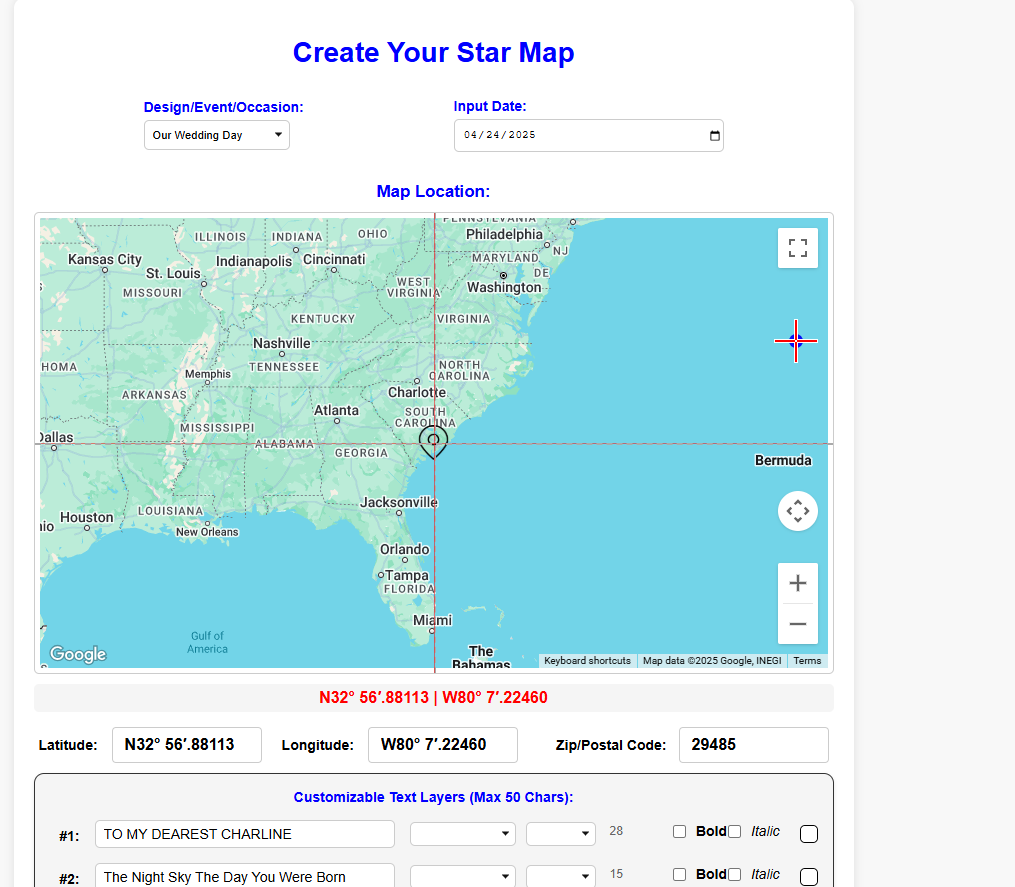 Create Your Star Map
Design/Event/Occasion:
Input Date:
Our Wedding Day
04/24/2025
Map Location:
PENNSYLVANIA
ILLINOIS
INDIANA
OHIO
Philadelphia
Kansas City
Indianapolis
Cincinnati
MARYLAND
NJ
St. Louis
DE
MISSOURI
WEST
VIRGINIA
Washington
KENTUCKY
VIRGINIA
Nashville
HOMA
TENNESSEE
NORTH
CAROLINA
Memphis
ARKANSAS
Charlotte
Atlanta
SOUTH
CAROLINA
MISSISSIPPI
Dallas
ALABAMA
GEORGIA
Bermuda
Jacksonville
LOUISIANA
Houston
io
New Orleans
Orlando
Tampa
FLORIDA
Miami
Gulf of
America
The
Bahamas
Google
Keyboard shortcuts
Map data ©2025 Google, INEGI
Terms
N32° 56′.88113 | W80° 7′.22460
Latitude: N32° 56′.88113 Longitude: W80° 7′.22460 Zip/Postal Code: 29485
Customizable Text Layers (Max 50 Chars):
#1: TO MY DEAREST CHARLINE 28 Bold Italic
#2: The Night Sky The Day You Were Born 15 Bold Italic